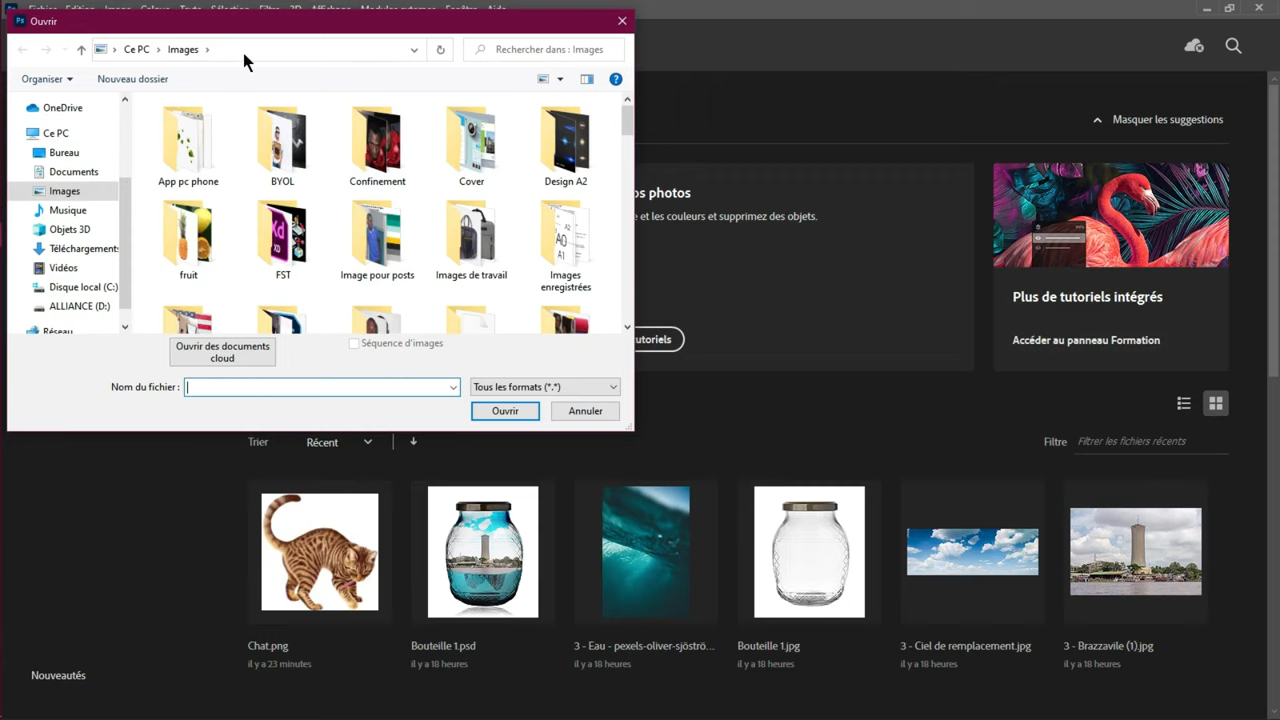 Ps Ouvrir
Ce PC > Images >
Rechercher dans : Images
Organiser
Nouveau dossier
OneDrive
Ce PC
Bureau
Documents
Images
Musique
Objets 3D
Téléchargements
Vidéos
Disque local (C:)
ALLIANCE (D:)
Réseau
App pc phone
BYOL
Confinement
Cover
Design A2
fruit
FST
Image pour posts
Images de travail
Images
enregistrées
Ouvrir des documents
cloud
Séquence d'images
Nom du fichier :
Tous les formats (*.*)
Ouvrir
Annuler
Masquer les suggestions
os photos
e et les couleurs et supprimez des objets.
utoriels
Plus de tutoriels intégrés
Accéder au panneau Formation
Trier
Récent
Filtre
Filtrer les fichiers récents
Chat.png
il y a 23 minutes
Bouteille 1.psd
il y a 18 heures
3 - Eau - pexels-oliver-sjöströ...
il y a 18 heures
Bouteille 1.jpg
il y a 18 heures
3 - Ciel de remplacement.jpg
il y a 18 heures
3 - Brazzavile (1).jpg
il y a 18 heures
Nouveautés